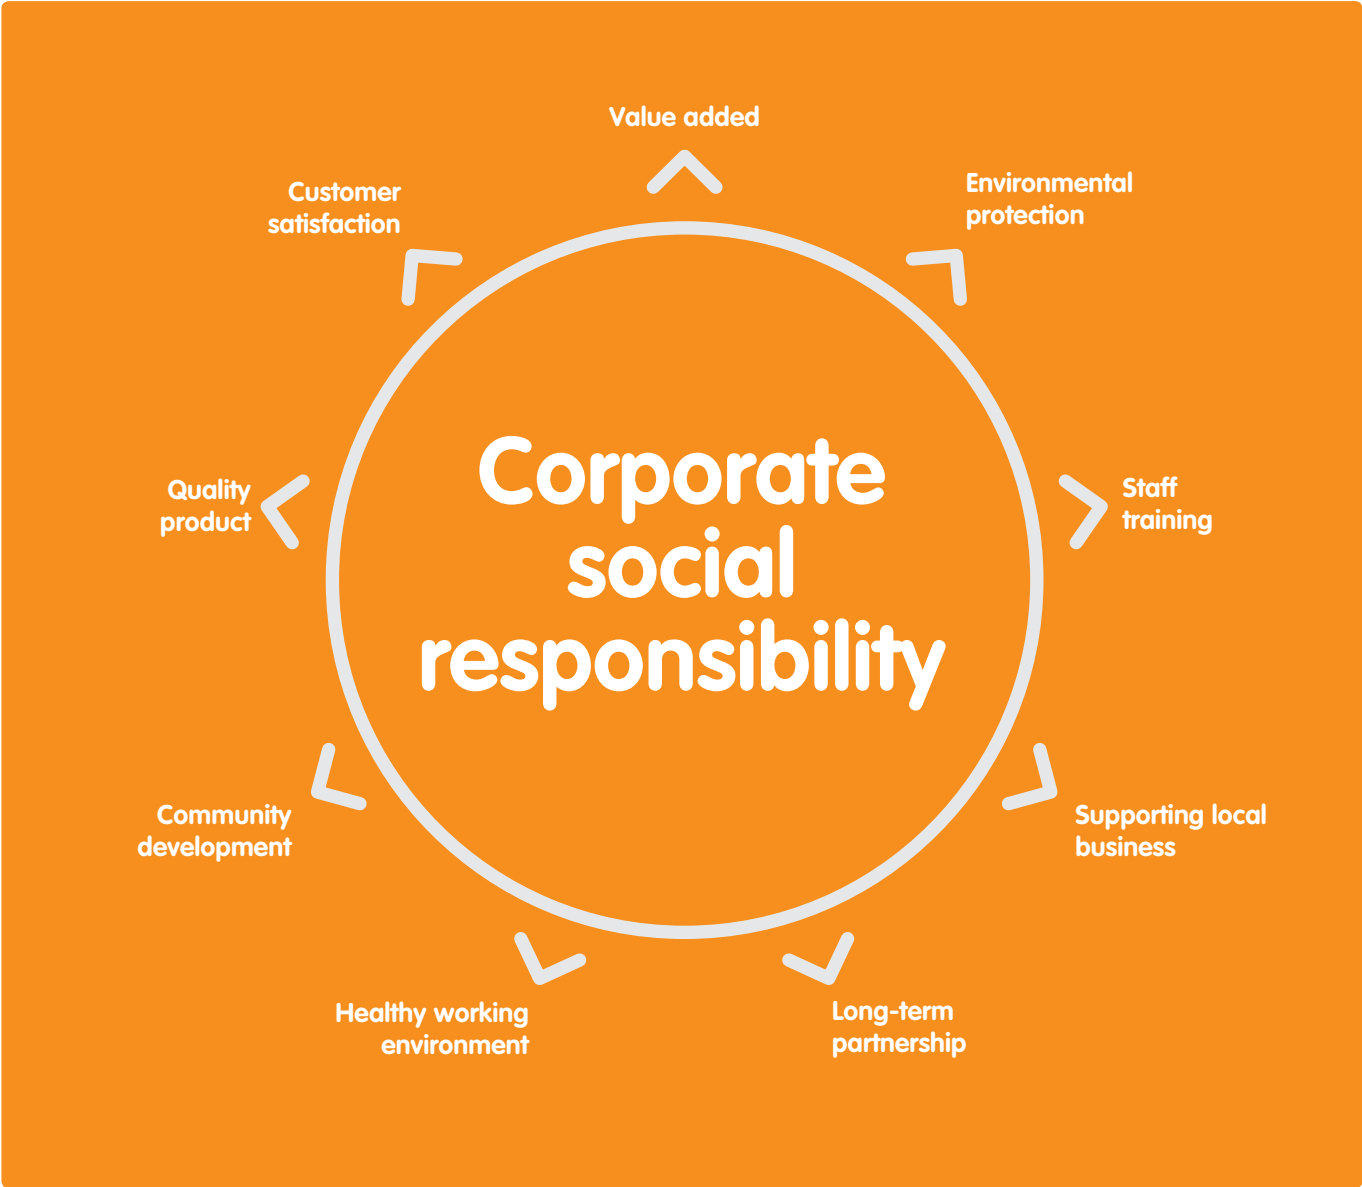 Value added
Customer
satisfaction
Environmental
protection
Quality
product
Corporate
social
responsibility
Staff
training
Community
development
Supporting local
business
Healthy working
environment
Long-term
partnership